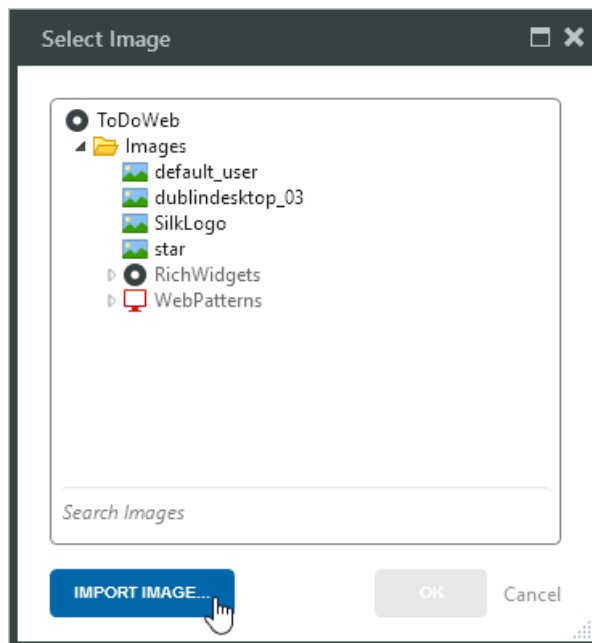 Select Image
ToDoWeb
Images
default_user
dublindesktop_03
SilkLogo
star
RichWidgets
WebPatterns
Search Images
IMPORT IMAGE...
OK
Cancel